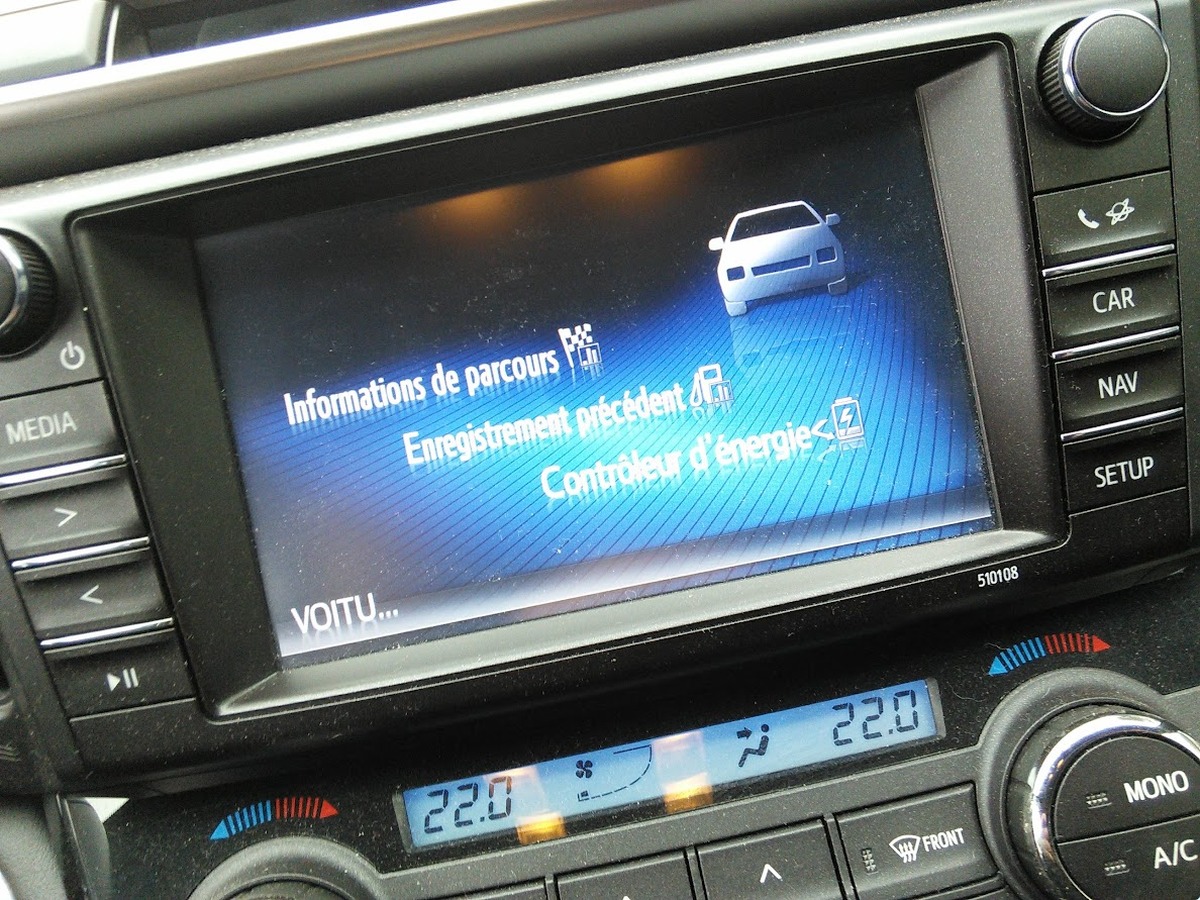 Informations de parcours
Enregistrement précédent
Contrôleur d'énergie
VOITU...
MEDIA
>
<
CAR
NAV
SETUP
510108
22.0
22.0
FRONT
MONO
A/C